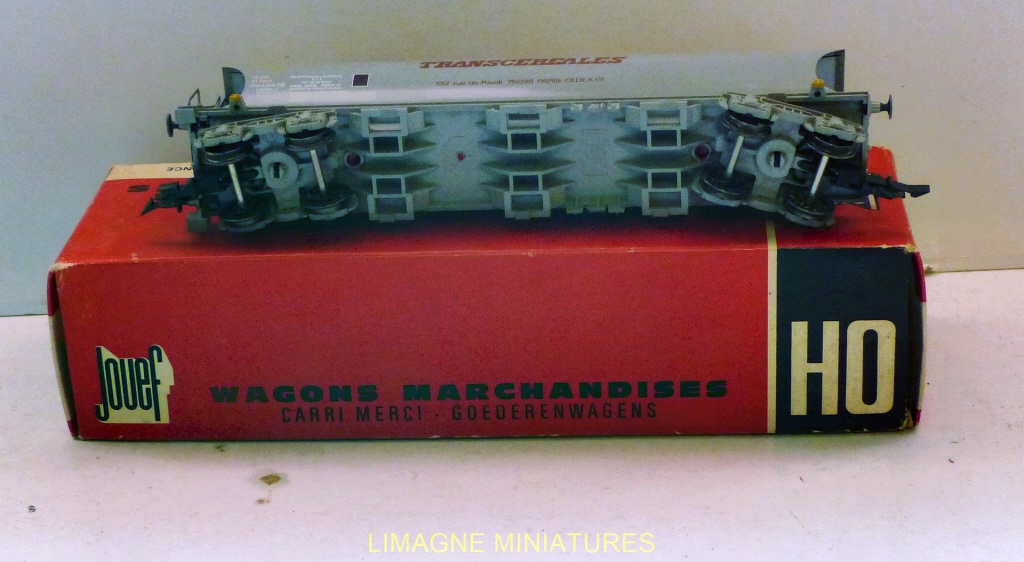 TRANSCEREALES
152 rue de Rivoli 75038 PARIS CEDEX 01
Jouef
WAGONS MARCHANDISES
CARRI MERCI - GOEDERENWAGENS
HO
LIMAGNE MINIATURES